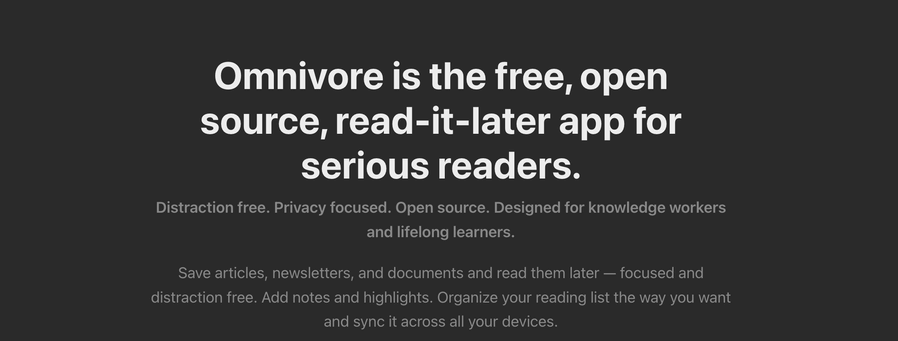 Omnivore is the free, open
source, read-it-later app for
serious readers.
Distraction free. Privacy focused. Open source. Designed for knowledge workers
and lifelong learners.
Save articles, newsletters, and documents and read them later — focused and
distraction free. Add notes and highlights. Organize your reading list the way you want
and sync it across all your devices.